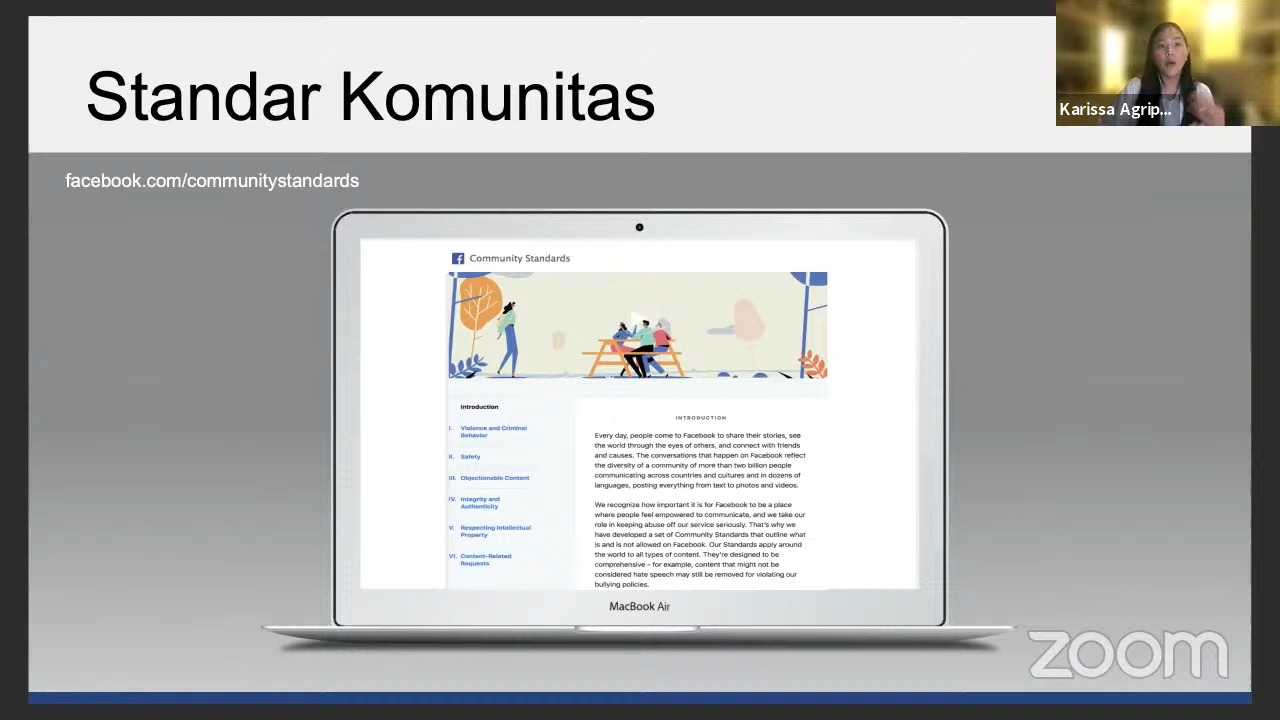 Standar Komunitas
Karissa Agrip...
facebook.com/communitystandards
f Community Standards
Introduction
I. Violence and Criminal
Behavior
II. Safety
III. Objectionable Content
IV. Integrity and
Authenticity
V. Respecting Intellectual
Property
VI. Content-Related
Requests
INTRODUCTION
Every day, people come to Facebook to share their stories, see
the world through the eyes of others, and connect with friends
and causes. The conversations that happen on Facebook reflect
the diversity of a community of more than two billion people
communicating across countries and cultures and in dozens of
languages, posting everything from text to photos and videos.
We recognize how important it is for Facebook to be a place
where people feel empowered to communicate, and we take our
role in keeping abuse off our service seriously. That's why we
have developed a set of Community Standards that outline what
is and is not allowed on Facebook. Our Standards apply around
the world to all types of content. They're designed to be
comprehensive – for example, content that might not be
considered hate speech may still be removed for violating our
bullying policies.
MacBook Air
zoom